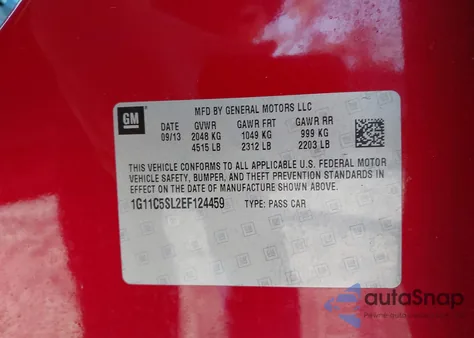 MFD BY GENERAL MOTORS LLC
GM
DATE GVWR GAWR FRT GAWR RR
09/13 2048 KG 1049 KG 999 KG
4515 LB 2312 LB 2203 LB
THIS VEHICLE CONFORMS TO ALL APPLICABLE U.S. FEDERAL MOTOR
VEHICLE SAFETY, BUMPER, AND THEFT PREVENTION STANDARDS IN
EFFECT ON THE DATE OF MANUFACTURE SHOWN ABOVE.
1G11C5SL2EF124459 TYPE: PASS CAR
autoSnap